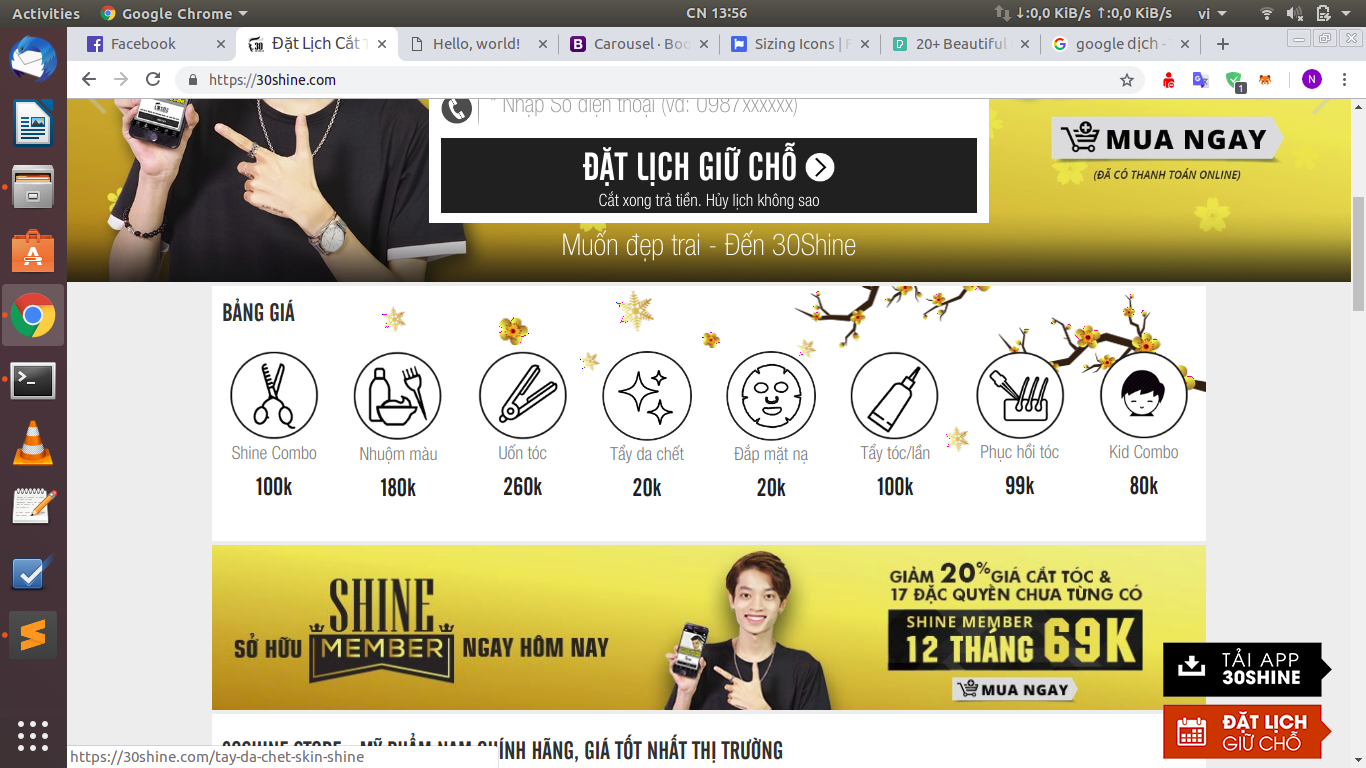 Activities
Google Chrome
CN 13:56
↓:0,0 KiB/s ↑:0,0 KiB/s
vi
Facebook
Đặt Lịch Cắt T
Hello, world!
Carousel · Boo
Sizing Icons | F
20+ Beautiful
google dịch -
https://30shine.com
1
N
* Nhập Số điện thoại (vd: 0987xxxxxx)
ĐẶT LỊCH GIỮ CHỖ
Cắt xong trả tiền. Hủy lịch không sao
Muốn đẹp trai - Đến 30Shine
MUA NGAY
(ĐÃ CÓ THANH TOÁN ONLINE)
BẢNG GIÁ
Shine Combo
100k
Nhuộm màu
180k
Uốn tóc
260k
Tẩy da chết
20k
Đắp mặt nạ
20k
Tẩy tóc/lần
100k
Phục hồi tóc
99k
Kid Combo
80k
SỞ HỮU
SHINE
MEMBER
NGAY HÔM NAY
GIẢM 20% GIÁ CẮT TÓC &
17 ĐẶC QUYỀN CHƯA TỪNG CÓ
SHINE MEMBER
12 THÁNG 69K
MUA NGAY
TẢI APP
30SHINE
ĐẶT LỊCH
GIỮ CHỖ
30SHINE STORE - MỸ PHẨM NAM CHÍNH HÃNG, GIÁ TỐT NHẤT THỊ TRƯỜNG
https://30shine.com/tay-da-chet-skin-shine